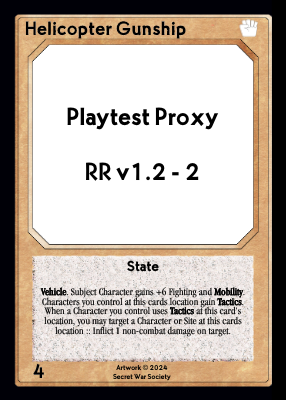 Helicopter Gunship
Playtest Proxy
RR v1.2 - 2
State
Vehicle. Subject Character gains +6 Fighting and Mobility.
Characters you control at this cards location gain Tactics.
When a Character you control uses Tactics at this card's
location, you may target a Character or Site at this cards
location :: Inflict 1 non-combat damage on target.
4
Artwork © 2024
Secret War Society